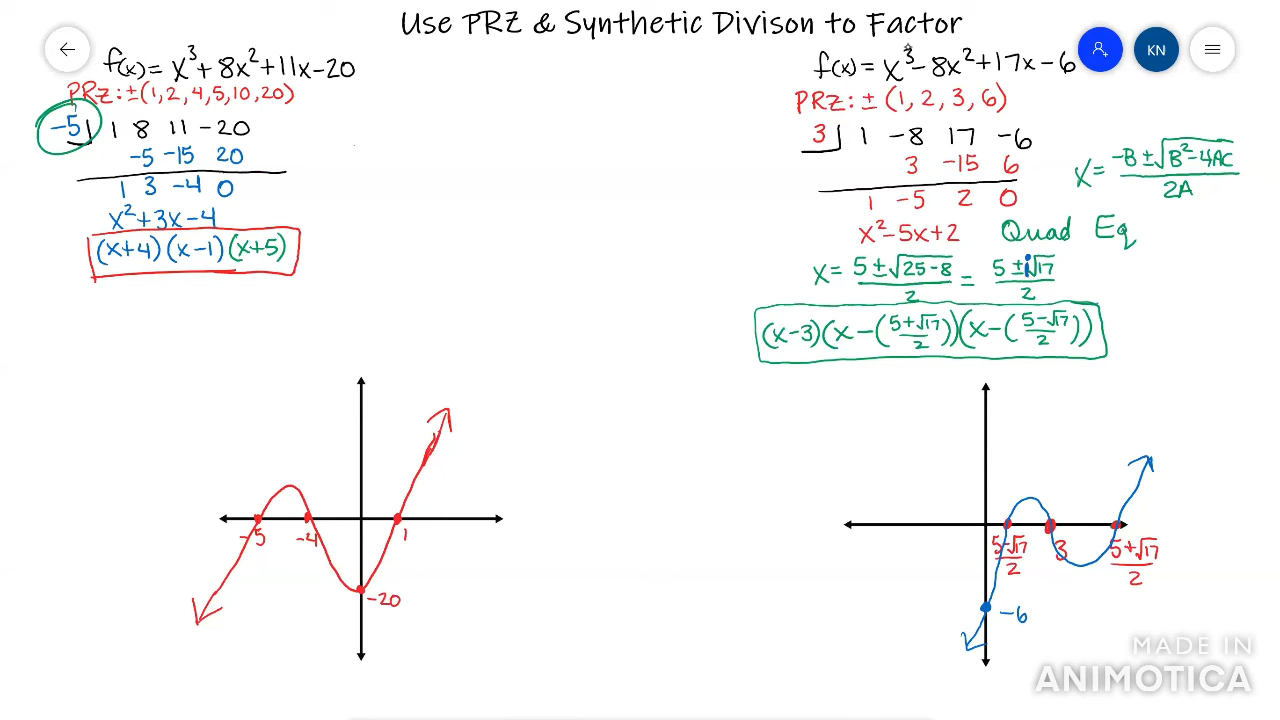 Use PRZ & Synthetic Divison to Factor
f(x) = x³ + 8x² + 11x - 20
PRZ: ±(1, 2, 4, 5, 10, 20)
-5 | 1 8 11 -20
-5 -15 20
1 3 -4 0
x² + 3x - 4
(x+4)(x-1)(x+5)
-5 -4 1
-20
KN
f(x) = x³ - 8x² + 17x - 6
PRZ: ± (1, 2, 3, 6)
3 | 1 -8 17 -6
3 -15 6
1 -5 2 0
x = (-B ± √(B² - 4AC))/2A
x² - 5x + 2 Quad Eq
x = (5 ± √(25-8))/2 = (5 ± i√17)/2
(x-3)(x-((5+√17)/2))(x-((5-√17)/2))
(5-√17)/2 3 (5+√17)/2
-6
MADE IN
ANIMOTICA